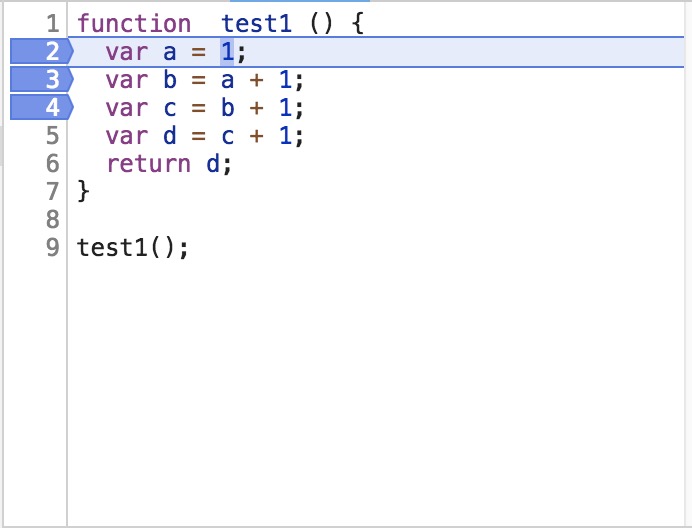 1 function  test1 () {
2   var a = 1;
3   var b = a + 1;
4   var c = b + 1;
5   var d = c + 1;
6   return d;
7 }
8
9 test1();